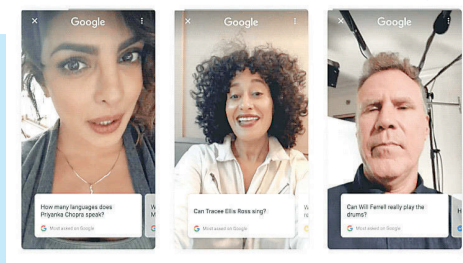 Google
How many languages does
Priyanka Chopra speak?
Most asked on Google
W
M
Google
Can Tracee Ellis Ross sing?
Most asked on Google
W
Google
Can Will Ferrell really play the
drums?
Most asked on Google
H